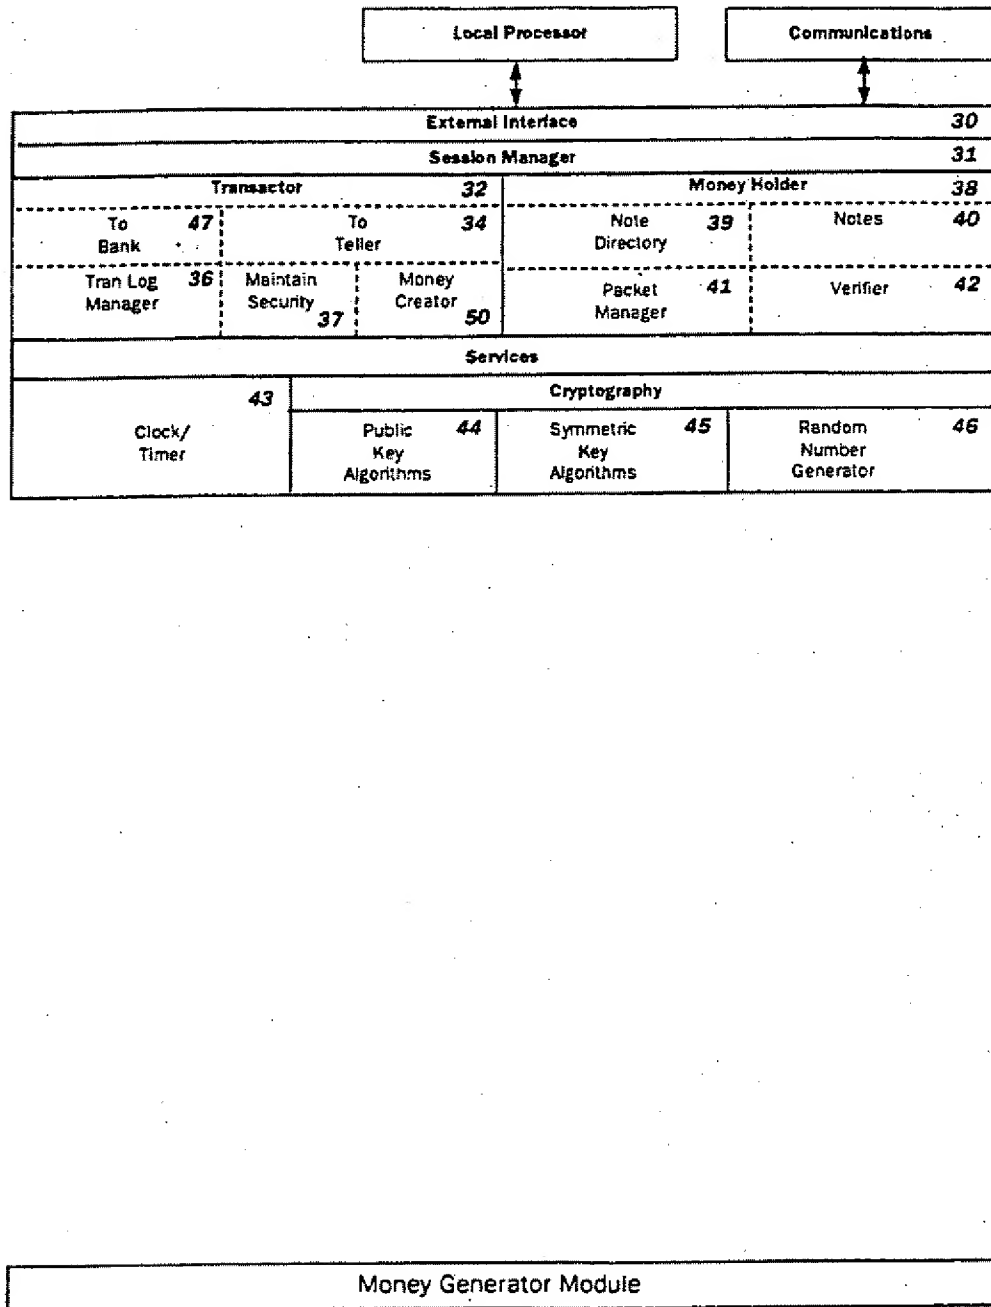 Local Processor
Communications
External Interface 30
Session Manager 31
Transactor 32
Money Holder 38
To Bank 47
To Teller 34
Note Directory 39
Notes 40
Tran Log Manager 36
Maintain Security 37
Money Creator 50
Packet Manager 41
Verifier 42
Services
43
Clock/
Timer
Cryptography
Public 44
Key
Algorithms
Symmetric 45
Key
Algorithms
Random 46
Number
Generator
Money Generator Module